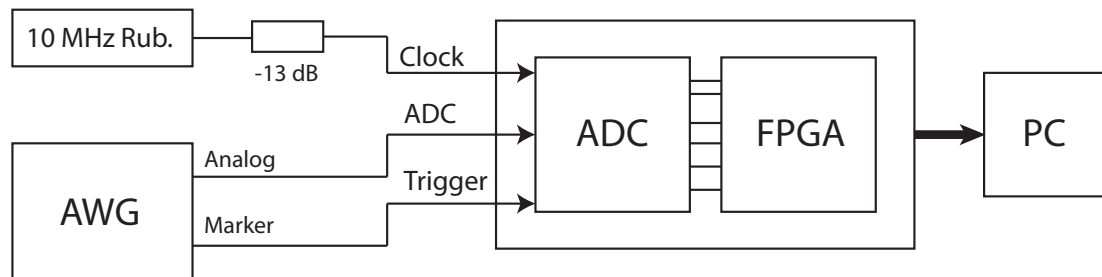 10 MHz Rub.
-13 dB
Clock
ADC
Analog
Trigger
AWG
Marker
ADC
FPGA
PC